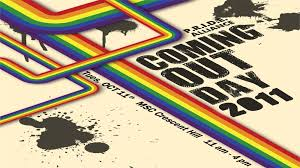 P.R.I.D.E.
ALLIANCE
COMING
OUT
DAY
2011
Tues, OCT 11th MSC Crescent Hill 11 am - 4 pm